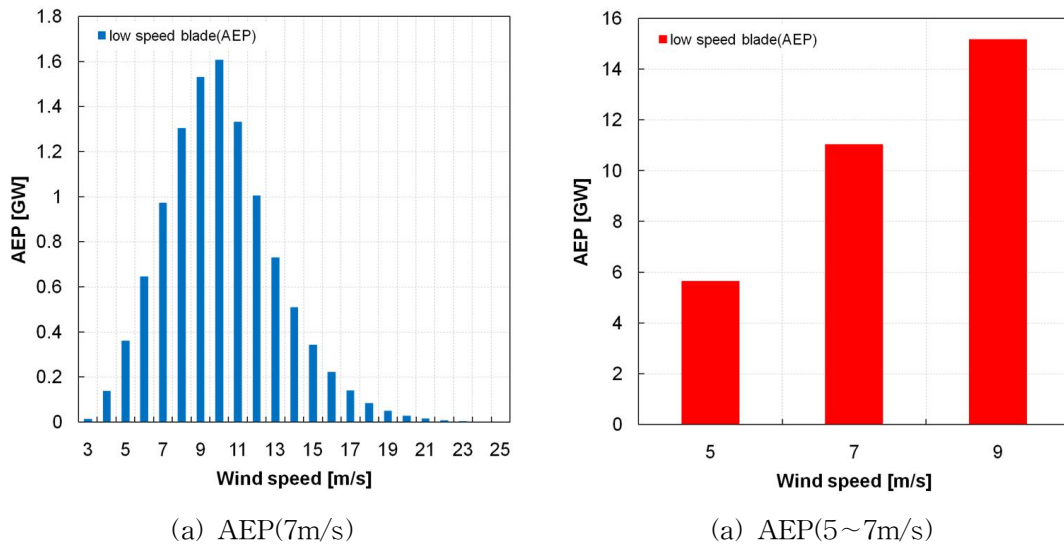 1.8
1.6
1.4
1.2
1
0.8
0.6
0.4
0.2
0
AEP [GW]
low speed blade(AEP)
3 5 7 9 11 13 15 17 19 21 23 25
Wind speed [m/s]
(a) AEP(7m/s)
16
14
12
10
8
6
4
2
0
AEP [GW]
low speed blade(AEP)
5 7 9
Wind speed [m/s]
(a) AEP(5~7m/s)